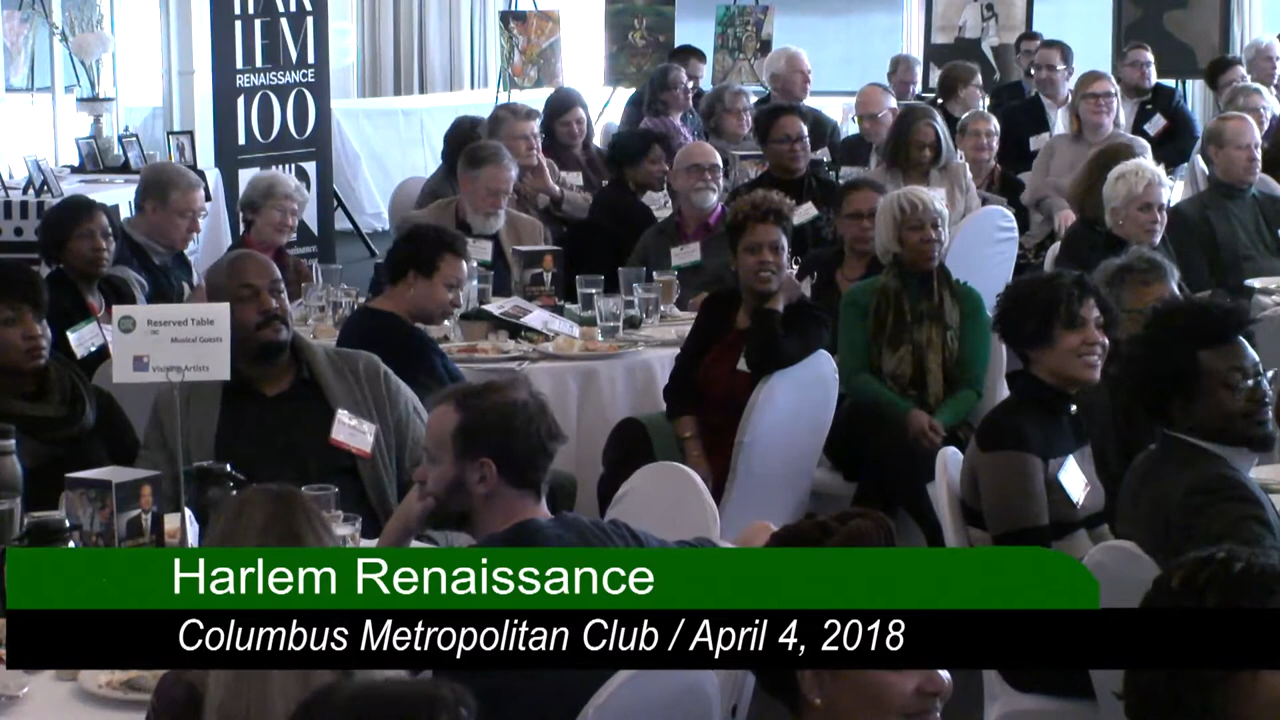 HAR
LEM
RENAISSANCE
100
Reserved Table
Musical Guests
Visiting Artists
Harlem Renaissance
Columbus Metropolitan Club / April 4, 2018